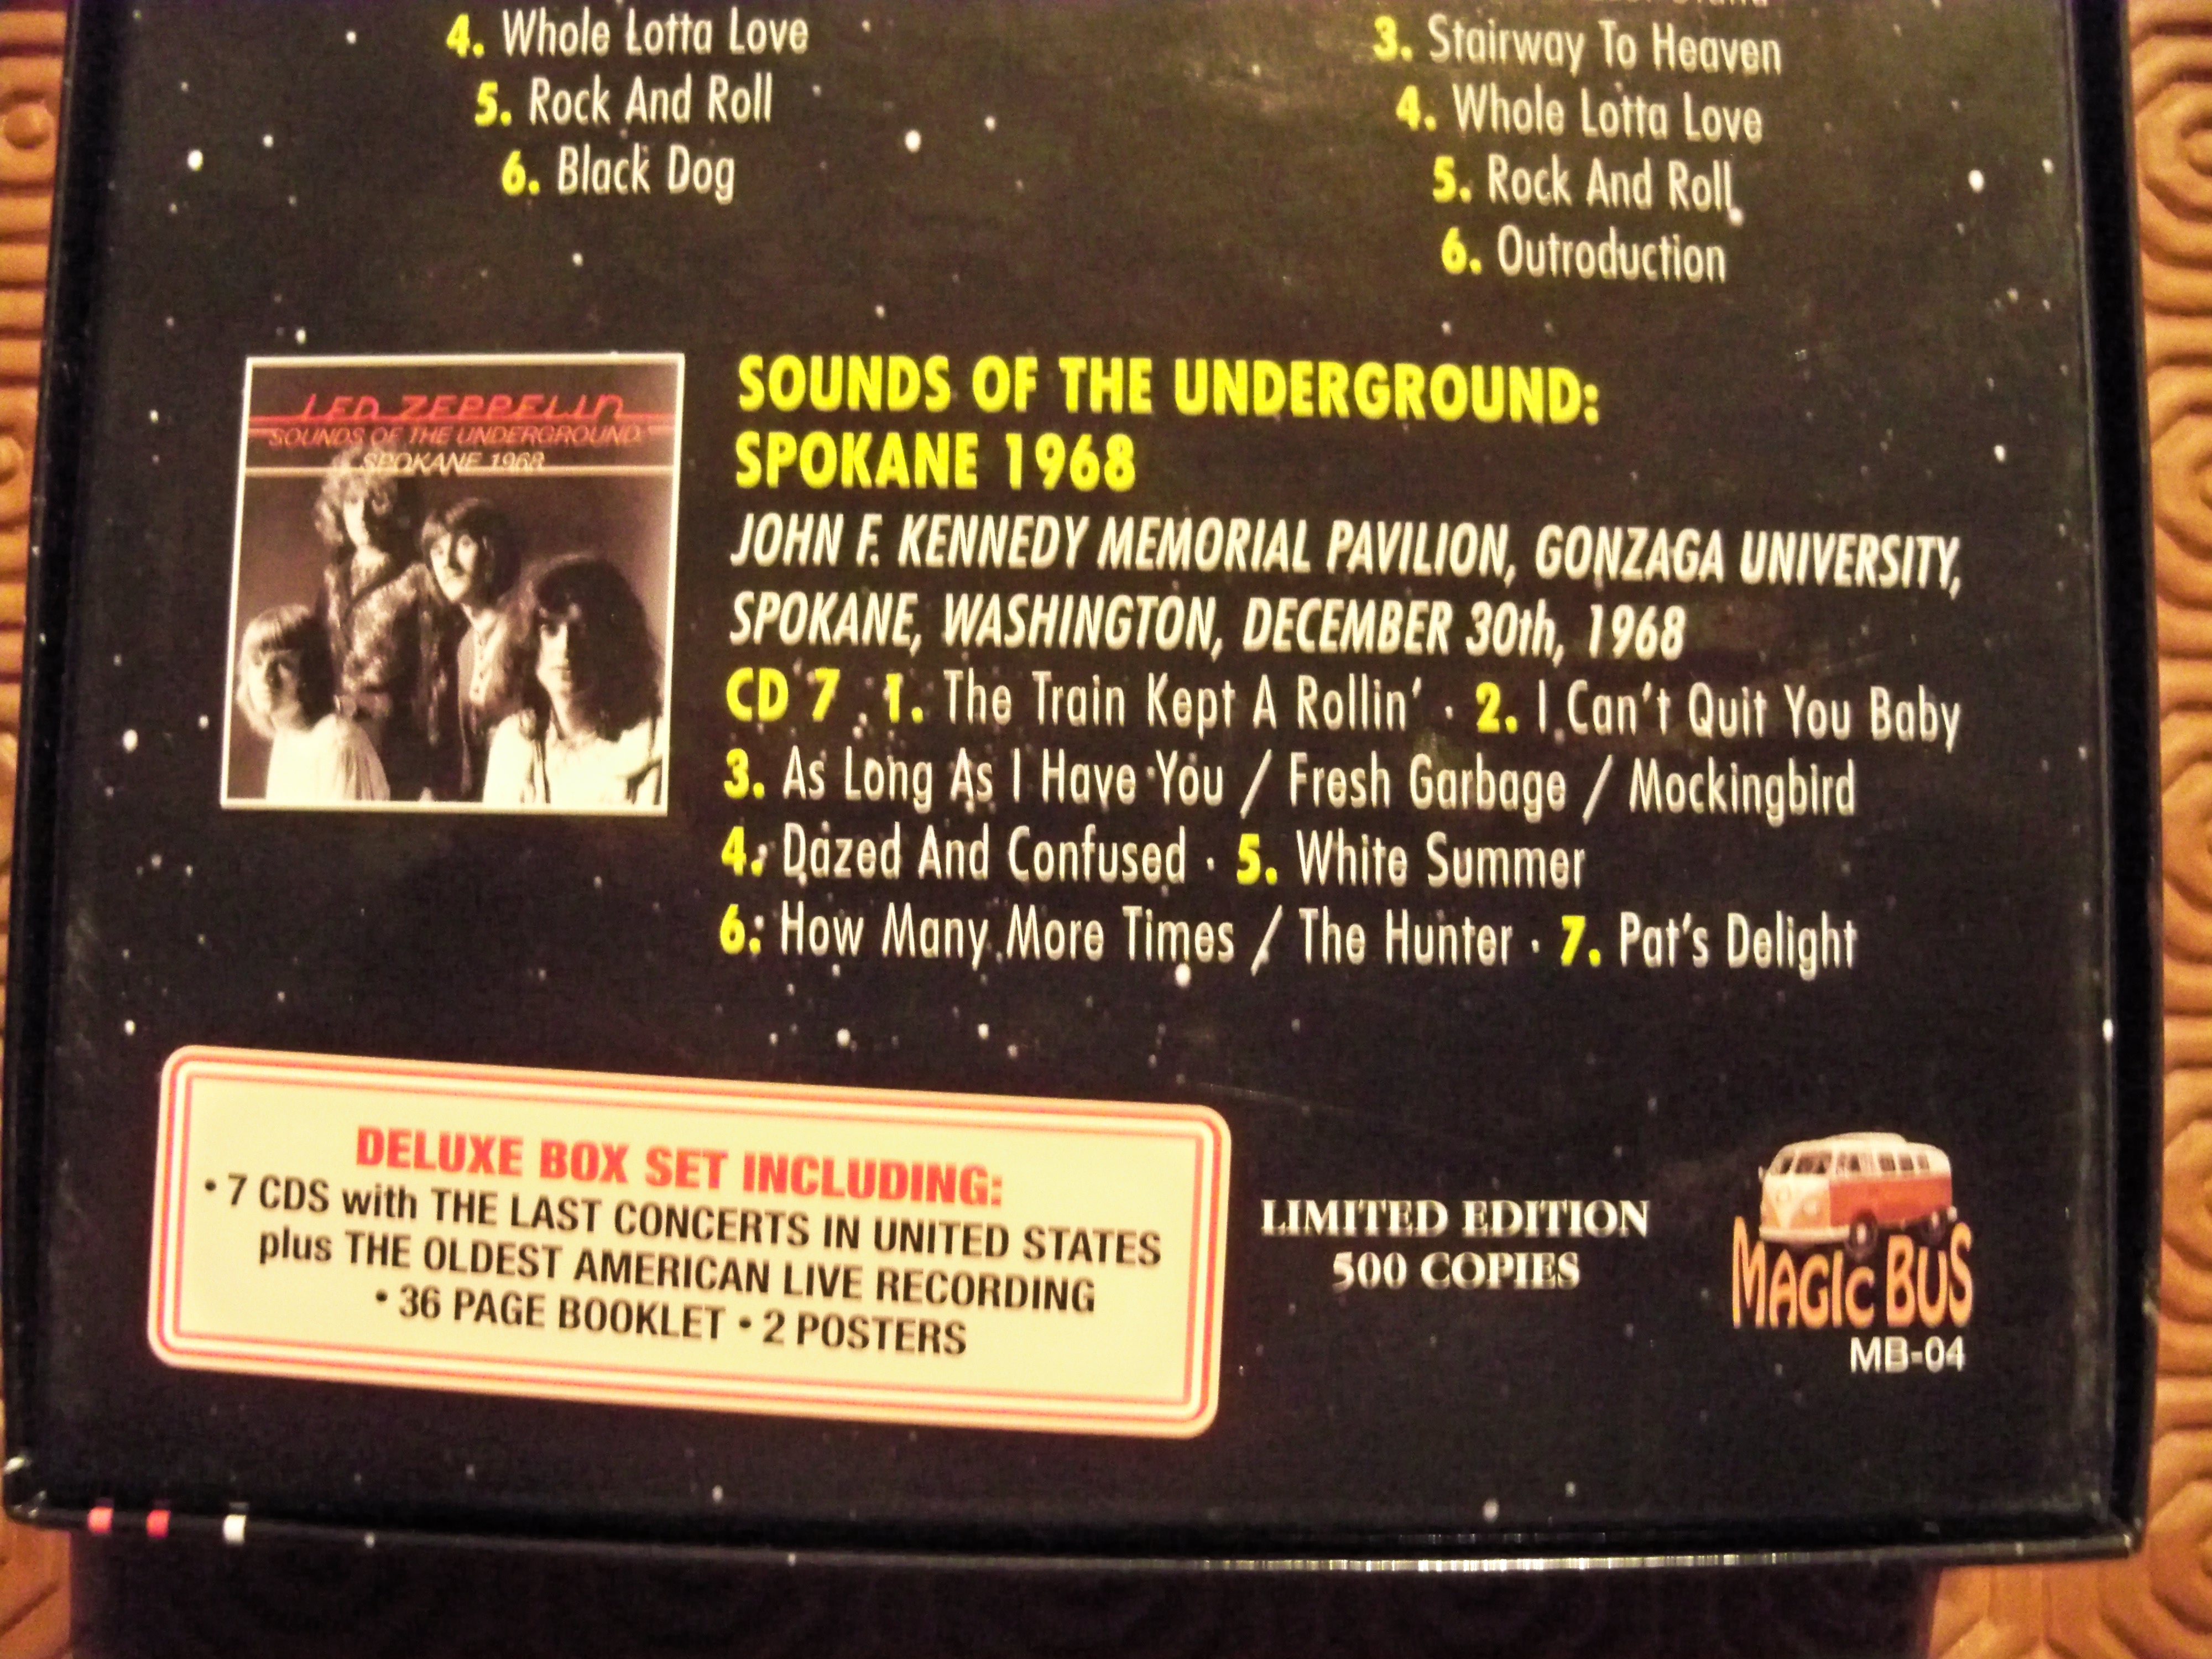 4. Whole Lotta Love
5. Rock And Roll
6. Black Dog
3. Stairway To Heaven
4. Whole Lotta Love
5. Rock And Roll
6. Outroduction
LED ZEPPELIN
SOUNDS OF THE UNDERGROUND
SPOKANE 1968
SOUNDS OF THE UNDERGROUND:
SPOKANE 1968
JOHN F. KENNEDY MEMORIAL PAVILION, GONZAGA UNIVERSITY,
SPOKANE, WASHINGTON, DECEMBER 30th, 1968
CD 7 1. The Train Kept A Rollin' · 2. I Can't Quit You Baby
3. As Long As I Have You / Fresh Garbage / Mockingbird
4. Dazed And Confused · 5. White Summer
6. How Many More Times / The Hunter · 7. Pat's Delight
DELUXE BOX SET INCLUDING:
• 7 CDS with THE LAST CONCERTS IN UNITED STATES
plus THE OLDEST AMERICAN LIVE RECORDING
• 36 PAGE BOOKLET • 2 POSTERS
LIMITED EDITION
500 COPIES
MAGIC BUS
MB-04